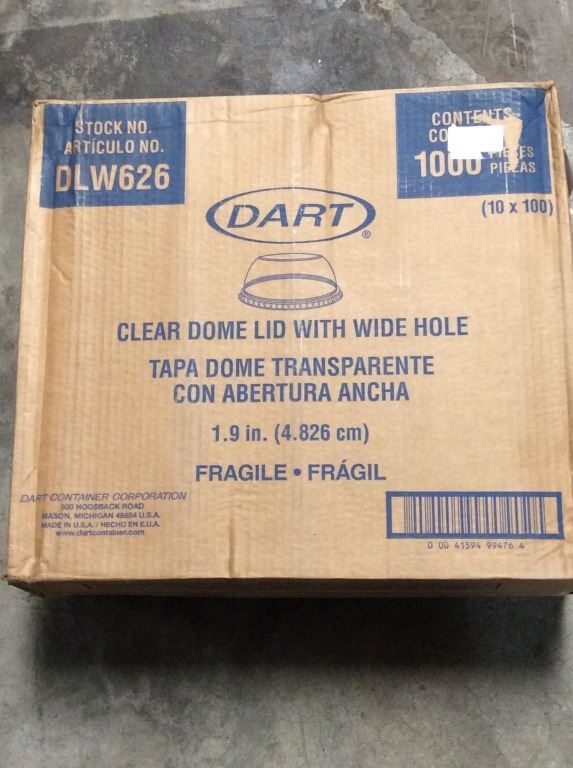 STOCK NO.
ARTÍCULO NO.
DLW626
CONTENTS
1000 PIEZAS
(10 x 100)
DART
®
CLEAR DOME LID WITH WIDE HOLE
TAPA DOME TRANSPARENTE
CON ABERTURA ANCHA
1.9 in. (4.826 cm)
FRAGILE • FRÁGIL
DART CONTAINER CORPORATION
500 HOGSBACK ROAD
MASON, MICHIGAN 48854 U.S.A.
MADE IN U.S.A. / HECHO EN E.U.A.
www.dartcontainer.com
0 00 41594 99476 4